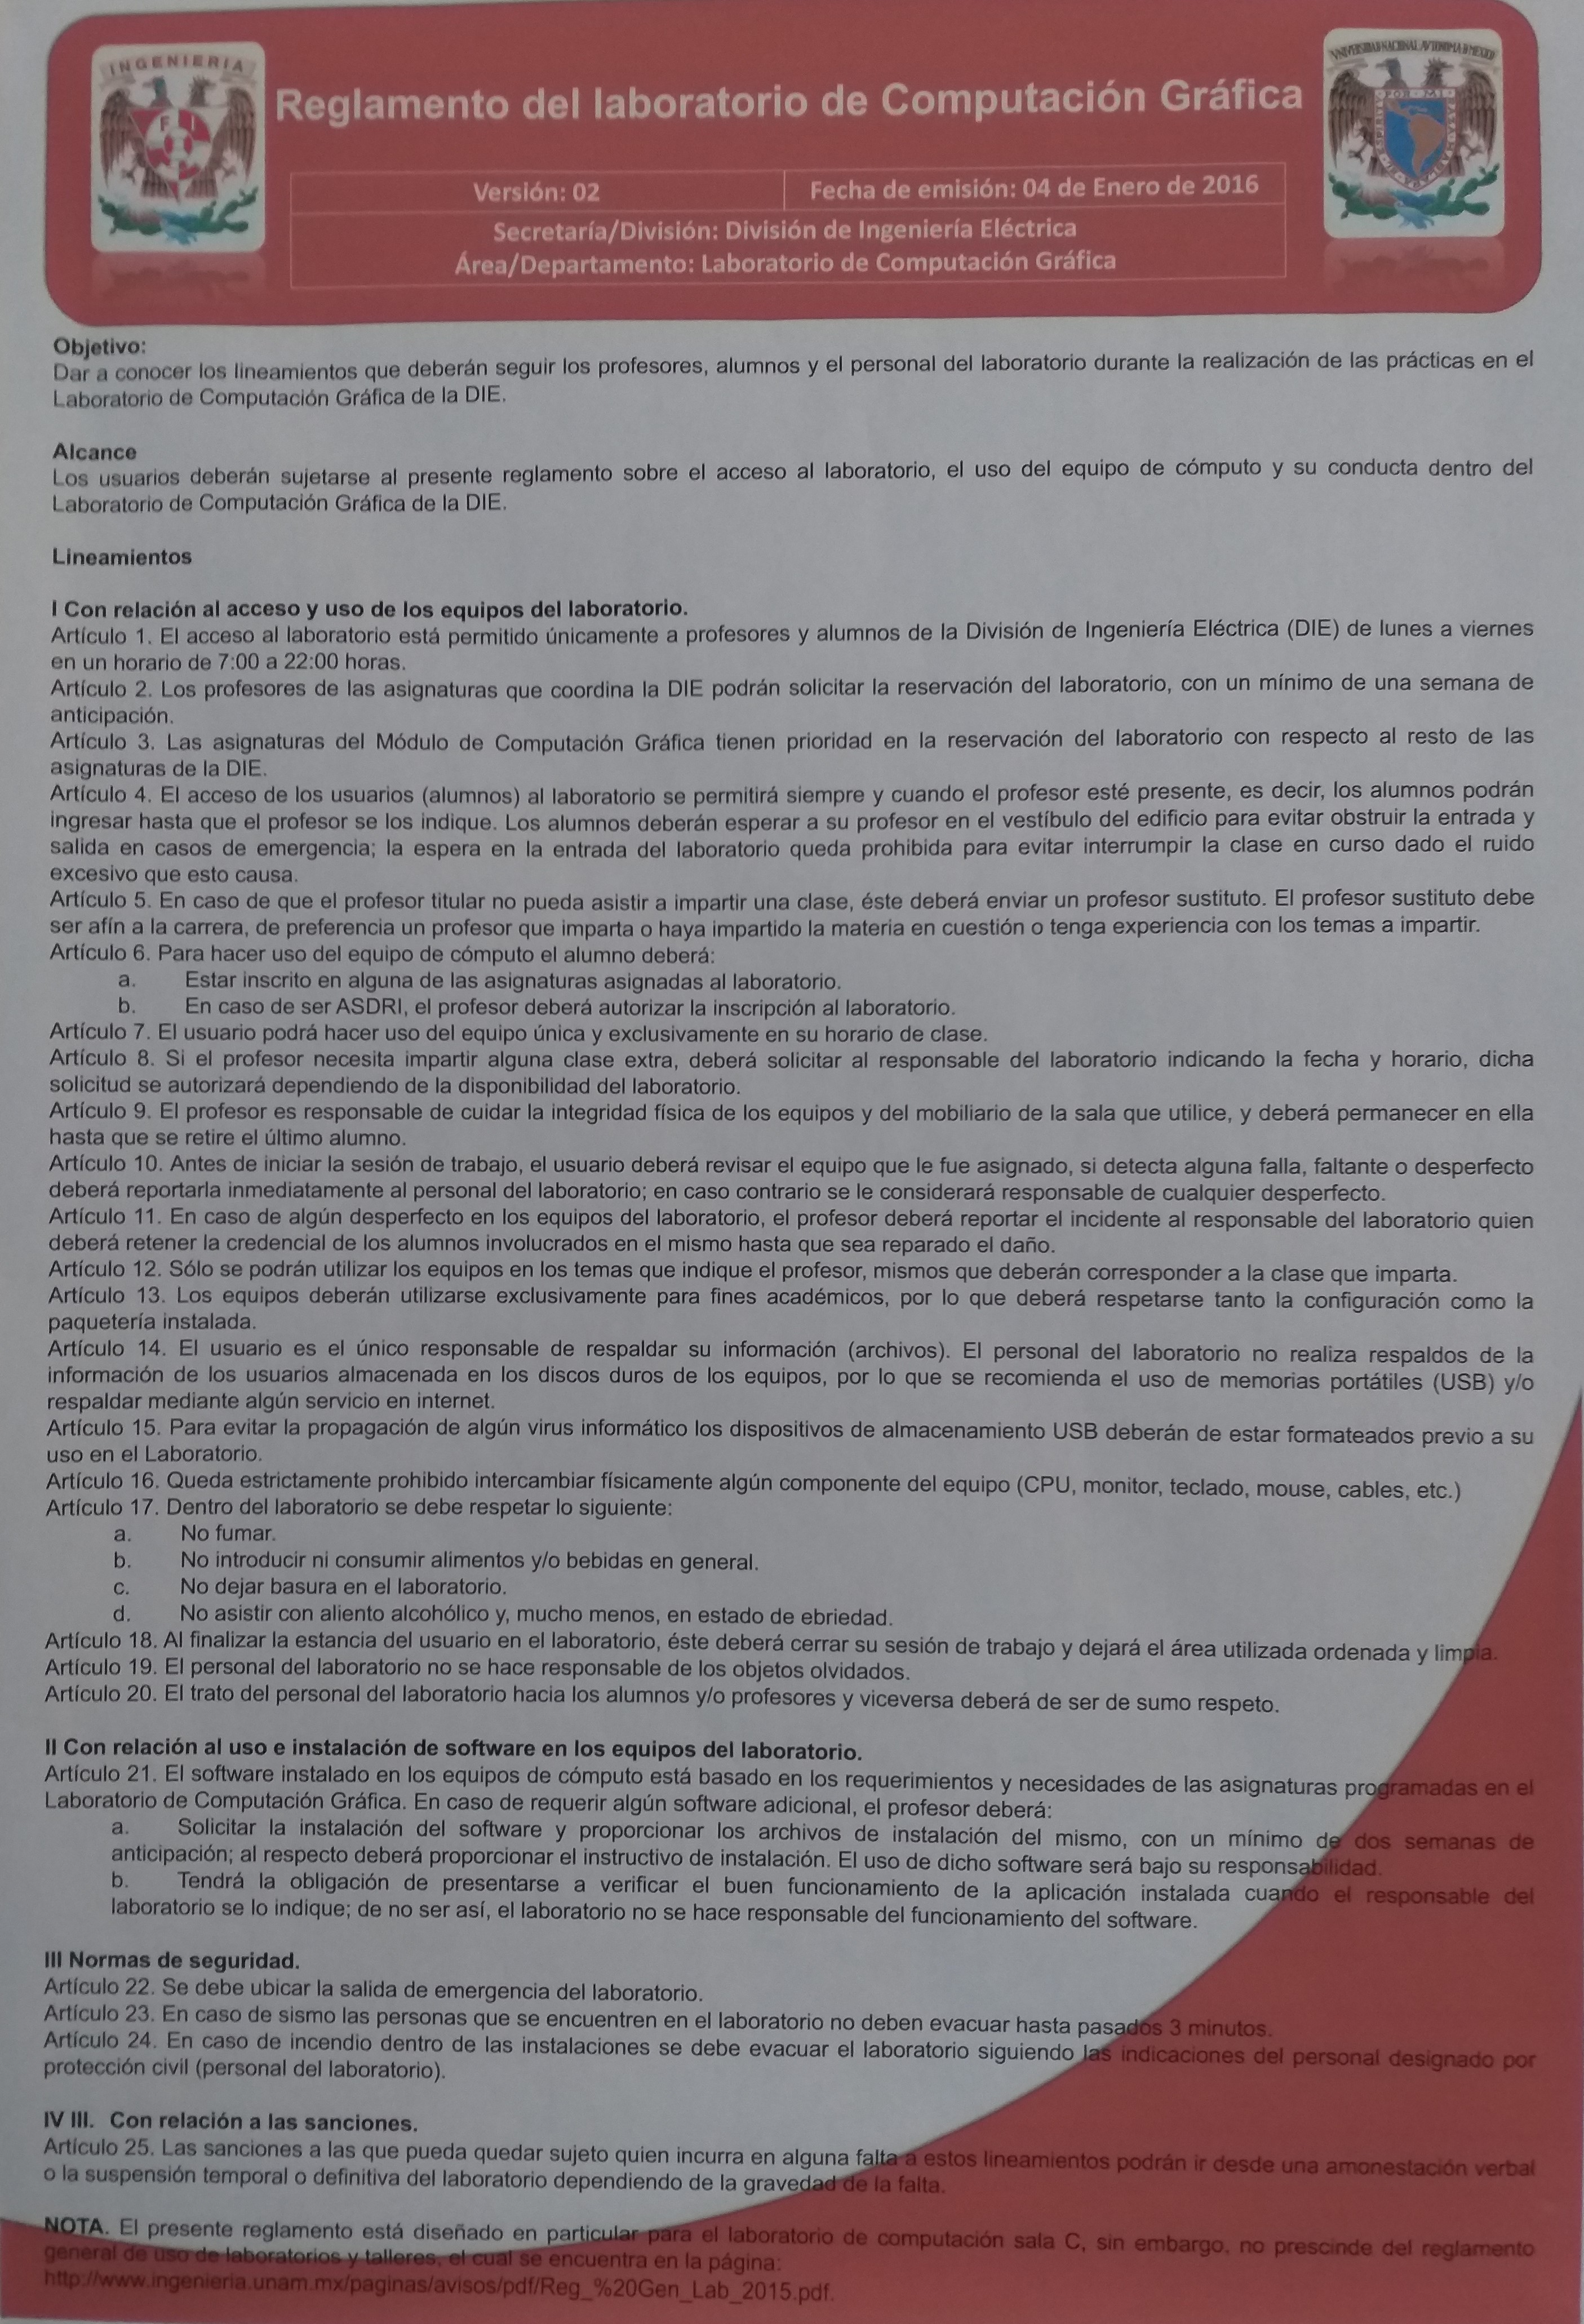 INGENIERIA
F I
UNIVERSIDAD NACIONAL AVTONOMA DE MEXICO
POR · MI
Reglamento del laboratorio de Computación Gráfica
Versión: 02
Fecha de emisión: 04 de Enero de 2016
Secretaría/División: División de Ingeniería Eléctrica
Área/Departamento: Laboratorio de Computación Gráfica
Objetivo:
Dar a conocer los lineamientos que deberán seguir los profesores, alumnos y el personal del laboratorio durante la realización de las prácticas en el
Laboratorio de Computación Gráfica de la DIE.
Alcance
Los usuarios deberán sujetarse al presente reglamento sobre el acceso al laboratorio, el uso del equipo de cómputo y su conducta dentro del
Laboratorio de Computación Gráfica de la DIE.
Lineamientos
I Con relación al acceso y uso de los equipos del laboratorio.
Artículo 1. El acceso al laboratorio está permitido únicamente a profesores y alumnos de la División de Ingeniería Eléctrica (DIE) de lunes a viernes
en un horario de 7:00 a 22:00 horas.
Artículo 2. Los profesores de las asignaturas que coordina la DIE podrán solicitar la reservación del laboratorio, con un mínimo de una semana de
anticipación.
Artículo 3. Las asignaturas del Módulo de Computación Gráfica tienen prioridad en la reservación del laboratorio con respecto al resto de las
asignaturas de la DIE.
Artículo 4. El acceso de los usuarios (alumnos) al laboratorio se permitirá siempre y cuando el profesor esté presente, es decir, los alumnos podrán
ingresar hasta que el profesor se los indique. Los alumnos deberán esperar a su profesor en el vestíbulo del edificio para evitar obstruir la entrada y
salida en casos de emergencia; la espera en la entrada del laboratorio queda prohibida para evitar interrumpir la clase en curso dado el ruido
excesivo que esto causa.
Artículo 5. En caso de que el profesor titular no pueda asistir a impartir una clase, éste deberá enviar un profesor sustituto. El profesor sustituto debe
ser afín a la carrera, de preferencia un profesor que imparta o haya impartido la materia en cuestión o tenga experiencia con los temas a impartir.
Artículo 6. Para hacer uso del equipo de cómputo el alumno deberá:
a. Estar inscrito en alguna de las asignaturas asignadas al laboratorio.
b. En caso de ser ASDRI, el profesor deberá autorizar la inscripción al laboratorio.
Artículo 7. El usuario podrá hacer uso del equipo única y exclusivamente en su horario de clase.
Artículo 8. Si el profesor necesita impartir alguna clase extra, deberá solicitar al responsable del laboratorio indicando la fecha y horario, dicha
solicitud se autorizará dependiendo de la disponibilidad del laboratorio.
Artículo 9. El profesor es responsable de cuidar la integridad física de los equipos y del mobiliario de la sala que utilice, y deberá permanecer en ella
hasta que se retire el último alumno.
Artículo 10. Antes de iniciar la sesión de trabajo, el usuario deberá revisar el equipo que le fue asignado, si detecta alguna falla, faltante o desperfecto
deberá reportarla inmediatamente al personal del laboratorio; en caso contrario se le considerará responsable de cualquier desperfecto.
Artículo 11. En caso de algún desperfecto en los equipos del laboratorio, el profesor deberá reportar el incidente al responsable del laboratorio quien
deberá retener la credencial de los alumnos involucrados en el mismo hasta que sea reparado el daño.
Artículo 12. Sólo se podrán utilizar los equipos en los temas que indique el profesor, mismos que deberán corresponder a la clase que imparta.
Artículo 13. Los equipos deberán utilizarse exclusivamente para fines académicos, por lo que deberá respetarse tanto la configuración como la
paquetería instalada.
Artículo 14. El usuario es el único responsable de respaldar su información (archivos). El personal del laboratorio no realiza respaldos de la
información de los usuarios almacenada en los discos duros de los equipos, por lo que se recomienda el uso de memorias portátiles (USB) y/o
respaldar mediante algún servicio en internet.
Artículo 15. Para evitar la propagación de algún virus informático los dispositivos de almacenamiento USB deberán de estar formateados previo a su
uso en el Laboratorio.
Artículo 16. Queda estrictamente prohibido intercambiar físicamente algún componente del equipo (CPU, monitor, teclado, mouse, cables, etc.)
Artículo 17. Dentro del laboratorio se debe respetar lo siguiente:
a. No fumar.
b. No introducir ni consumir alimentos y/o bebidas en general.
c. No dejar basura en el laboratorio.
d. No asistir con aliento alcohólico y, mucho menos, en estado de ebriedad.
Artículo 18. Al finalizar la estancia del usuario en el laboratorio, éste deberá cerrar su sesión de trabajo y dejará el área utilizada ordenada y limpia.
Artículo 19. El personal del laboratorio no se hace responsable de los objetos olvidados.
Artículo 20. El trato del personal del laboratorio hacia los alumnos y/o profesores y viceversa deberá de ser de sumo respeto.
II Con relación al uso e instalación de software en los equipos del laboratorio.
Artículo 21. El software instalado en los equipos de cómputo está basado en los requerimientos y necesidades de las asignaturas programadas en el
Laboratorio de Computación Gráfica. En caso de requerir algún software adicional, el profesor deberá:
a. Solicitar la instalación del software y proporcionar los archivos de instalación del mismo, con un mínimo de dos semanas de
anticipación; al respecto deberá proporcionar el instructivo de instalación. El uso de dicho software será bajo su responsabilidad.
b. Tendrá la obligación de presentarse a verificar el buen funcionamiento de la aplicación instalada cuando el responsable del
laboratorio se lo indique; de no ser así, el laboratorio no se hace responsable del funcionamiento del software.
III Normas de seguridad.
Artículo 22. Se debe ubicar la salida de emergencia del laboratorio.
Artículo 23. En caso de sismo las personas que se encuentren en el laboratorio no deben evacuar hasta pasados 3 minutos.
Artículo 24. En caso de incendio dentro de las instalaciones se debe evacuar el laboratorio siguiendo las indicaciones del personal designado por
protección civil (personal del laboratorio).
IV III. Con relación a las sanciones.
Artículo 25. Las sanciones a las que pueda quedar sujeto quien incurra en alguna falta a estos lineamientos podrán ir desde una amonestación verbal
o la suspensión temporal o definitiva del laboratorio dependiendo de la gravedad de la falta.
NOTA. El presente reglamento está diseñado en particular para el laboratorio de computación sala C, sin embargo, no prescinde del reglamento
general de uso de laboratorios y talleres, el cual se encuentra en la página:
http://www.ingenieria.unam.mx/paginas/avisos/pdf/Reg_%20Gen_Lab_2015.pdf.